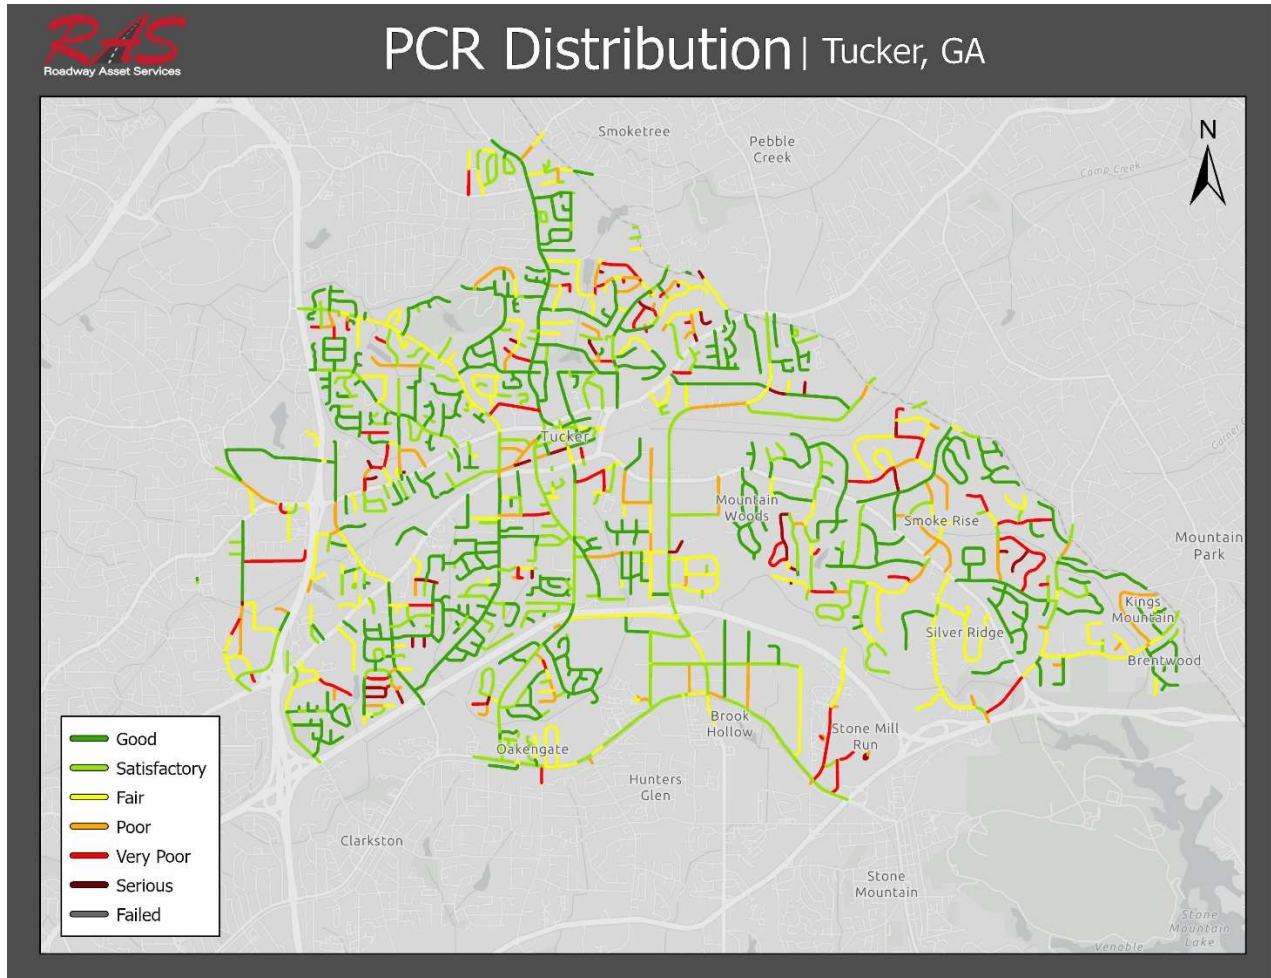 RAS
Roadway Asset Services
PCR Distribution | Tucker, GA
Smoketree
Pebble
Creek
N
Camp Creek
Tucker
Mountain
Woods
Smoke Rise
Mountain
Park
Kings
Mountain
Silver Ridge
Brentwood
Brook
Hollow
Stone Mill
Run
Oakengate
Hunters
Glen
Clarkston
Stone
Mountain
Stone
Mountain
Lake
Venable
Good
Satisfactory
Fair
Poor
Very Poor
Serious
Failed